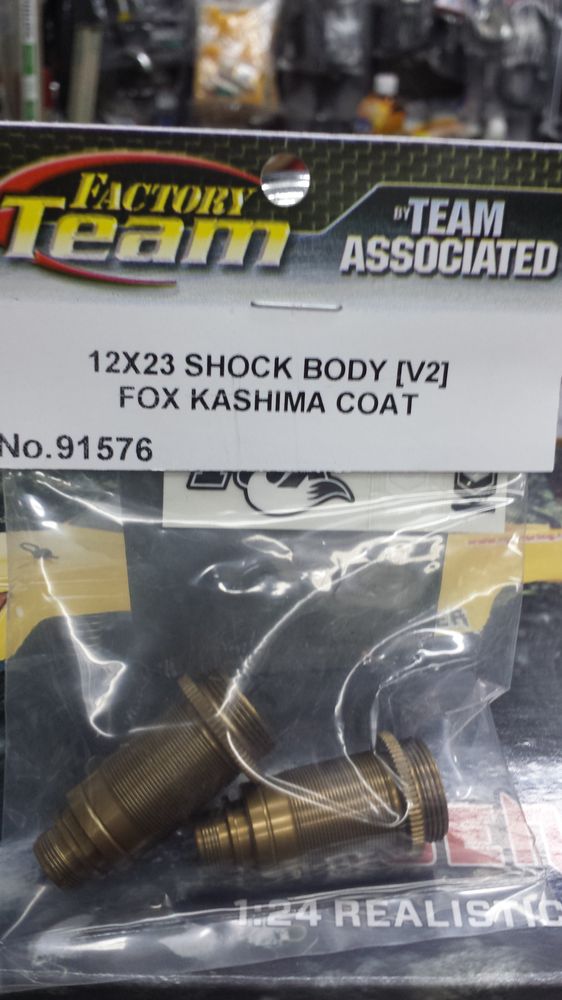 FACTORY
Team
BY TEAM
ASSOCIATED
12X23 SHOCK BODY [V2]
FOX KASHIMA COAT
No.91576
1:24 REALISTIC